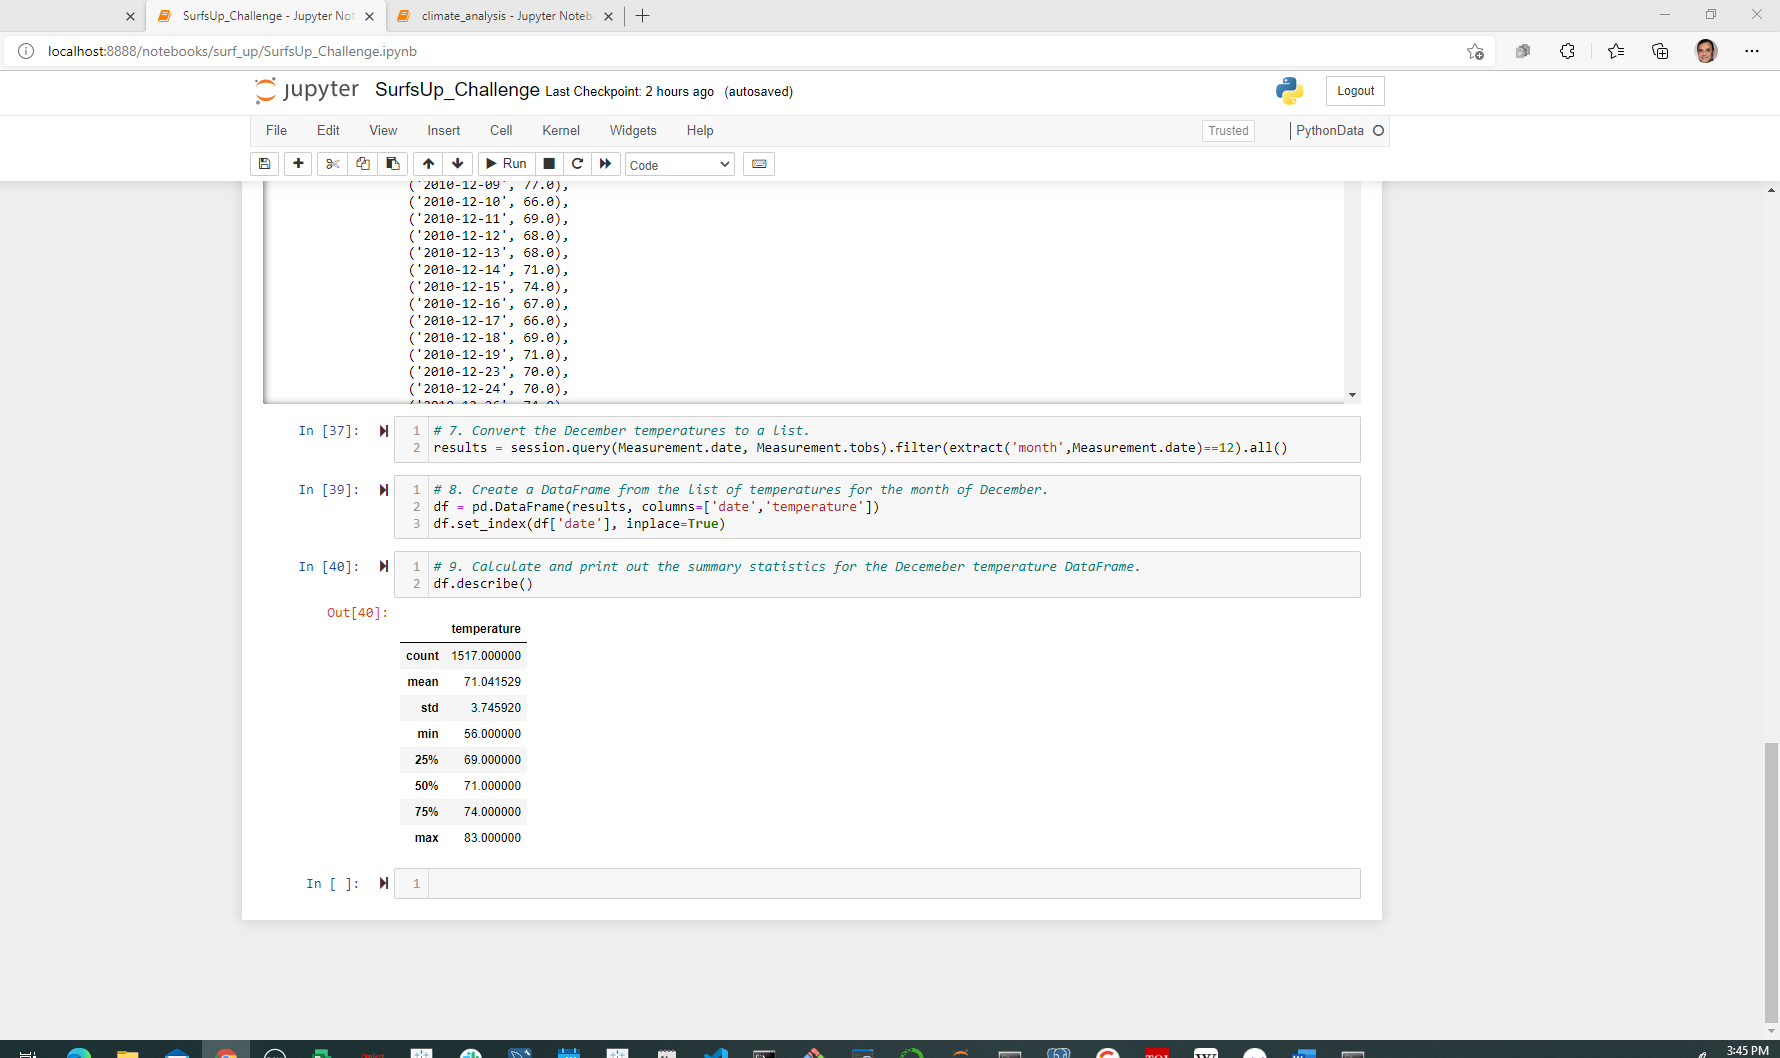 SurfsUp_Challenge - Jupyter Not
climate_analysis - Jupyter Noteb
localhost:8888/notebooks/surf_up/SurfsUp_Challenge.ipynb
jupyter SurfsUp_Challenge Last Checkpoint: 2 hours ago (autosaved)
Logout
File Edit View Insert Cell Kernel Widgets Help
Trusted PythonData
Run Code
('2010-12-09', 77.0),
('2010-12-10', 66.0),
('2010-12-11', 69.0),
('2010-12-12', 68.0),
('2010-12-13', 68.0),
('2010-12-14', 71.0),
('2010-12-15', 74.0),
('2010-12-16', 67.0),
('2010-12-17', 66.0),
('2010-12-18', 69.0),
('2010-12-19', 71.0),
('2010-12-23', 70.0),
('2010-12-24', 70.0),
('2010-12-26', 74.0)
In [37]: 1 # 7. Convert the December temperatures to a list.
2 results = session.query(Measurement.date, Measurement.tobs).filter(extract('month',Measurement.date)==12).all()
In [39]: 1 # 8. Create a DataFrame from the list of temperatures for the month of December.
2 df = pd.DataFrame(results, columns=['date','temperature'])
3 df.set_index(df['date'], inplace=True)
In [40]: 1 # 9. Calculate and print out the summary statistics for the Decemeber temperature DataFrame.
2 df.describe()
Out[40]:
temperature
count 1517.000000
mean 71.041529
std 3.745920
min 56.000000
25% 69.000000
50% 71.000000
75% 74.000000
max 83.000000
In [ ]: 1
3:45 PM